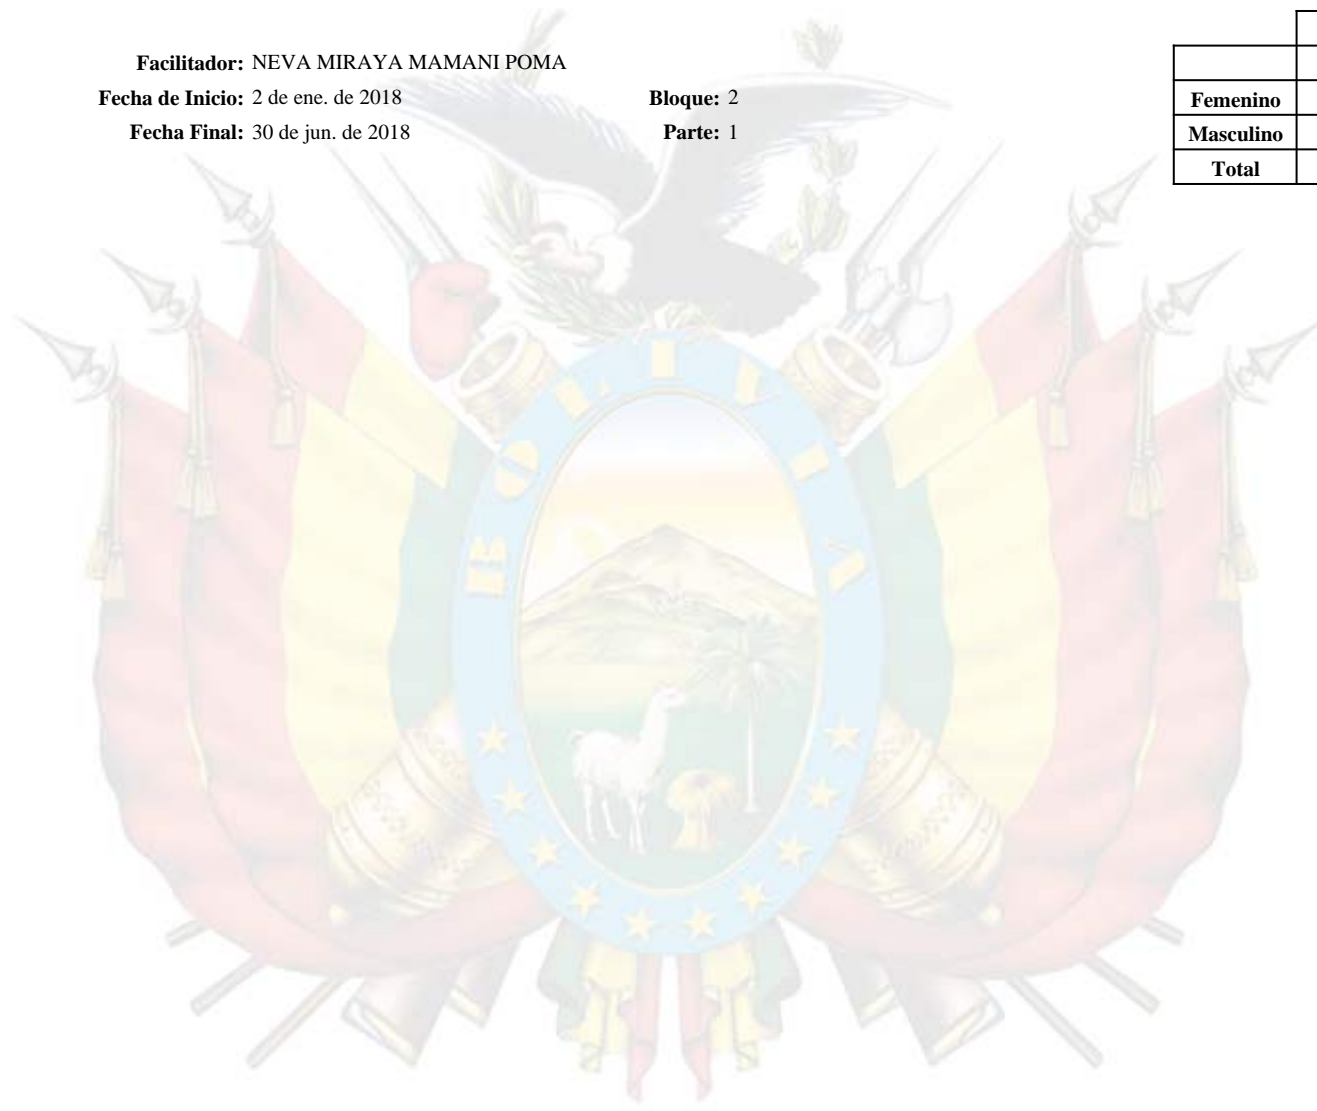 Facilitador: NEVA MIRAYA MAMANI POMA
Fecha de Inicio: 2 de ene. de 2018 Bloque: 2
Fecha Final: 30 de jun. de 2018 Parte: 1
Femenino
Masculino
Total
BOLIVIA